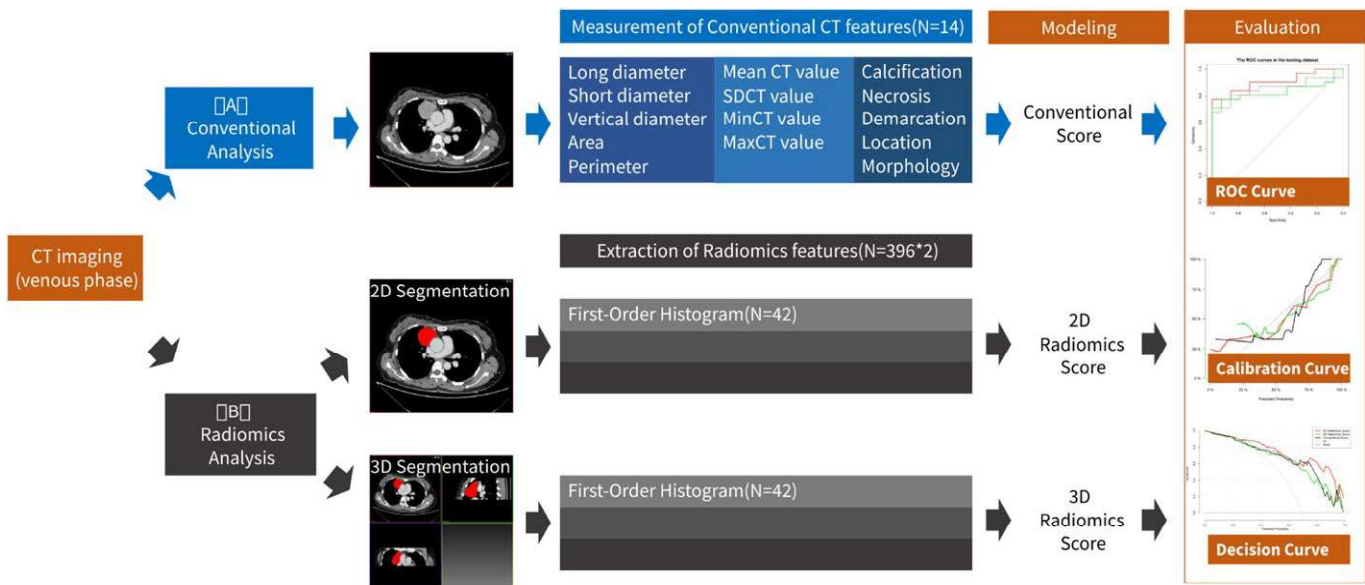 Measurement of Conventional CT features(N=14)
Modeling
Evaluation
Long diameter
Short diameter
Vertical diameter
Area
Perimeter
Mean CT value
SDCT value
MinCT value
MaxCT value
Calcification
Necrosis
Demarcation
Location
Morphology
□A□
Conventional
Analysis
Conventional
Score
The ROC curves in the testing dataset
ROC Curve
CT imaging
(venous phase)
Extraction of Radiomics features(N=396*2)
2D Segmentation
First-Order Histogram(N=42)
2D
Radiomics
Score
Calibration Curve
Predicted Probability
□B□
Radiomics
Analysis
3D Segmentation
First-Order Histogram(N=42)
3D
Radiomics
Score
Decision Curve